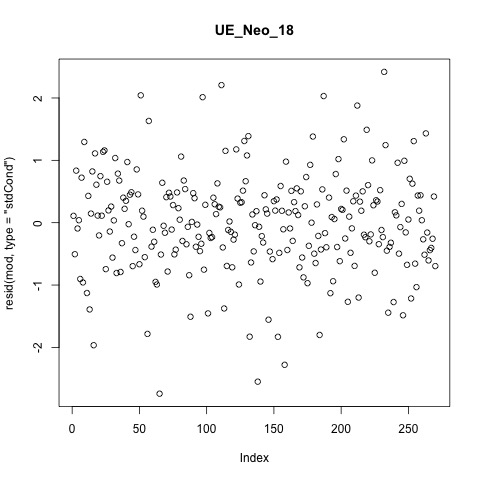 UE_Neo_18
resid(mod, type = "stdCond")
2
1
0
-1
-2
0 50 100 150 200 250
Index